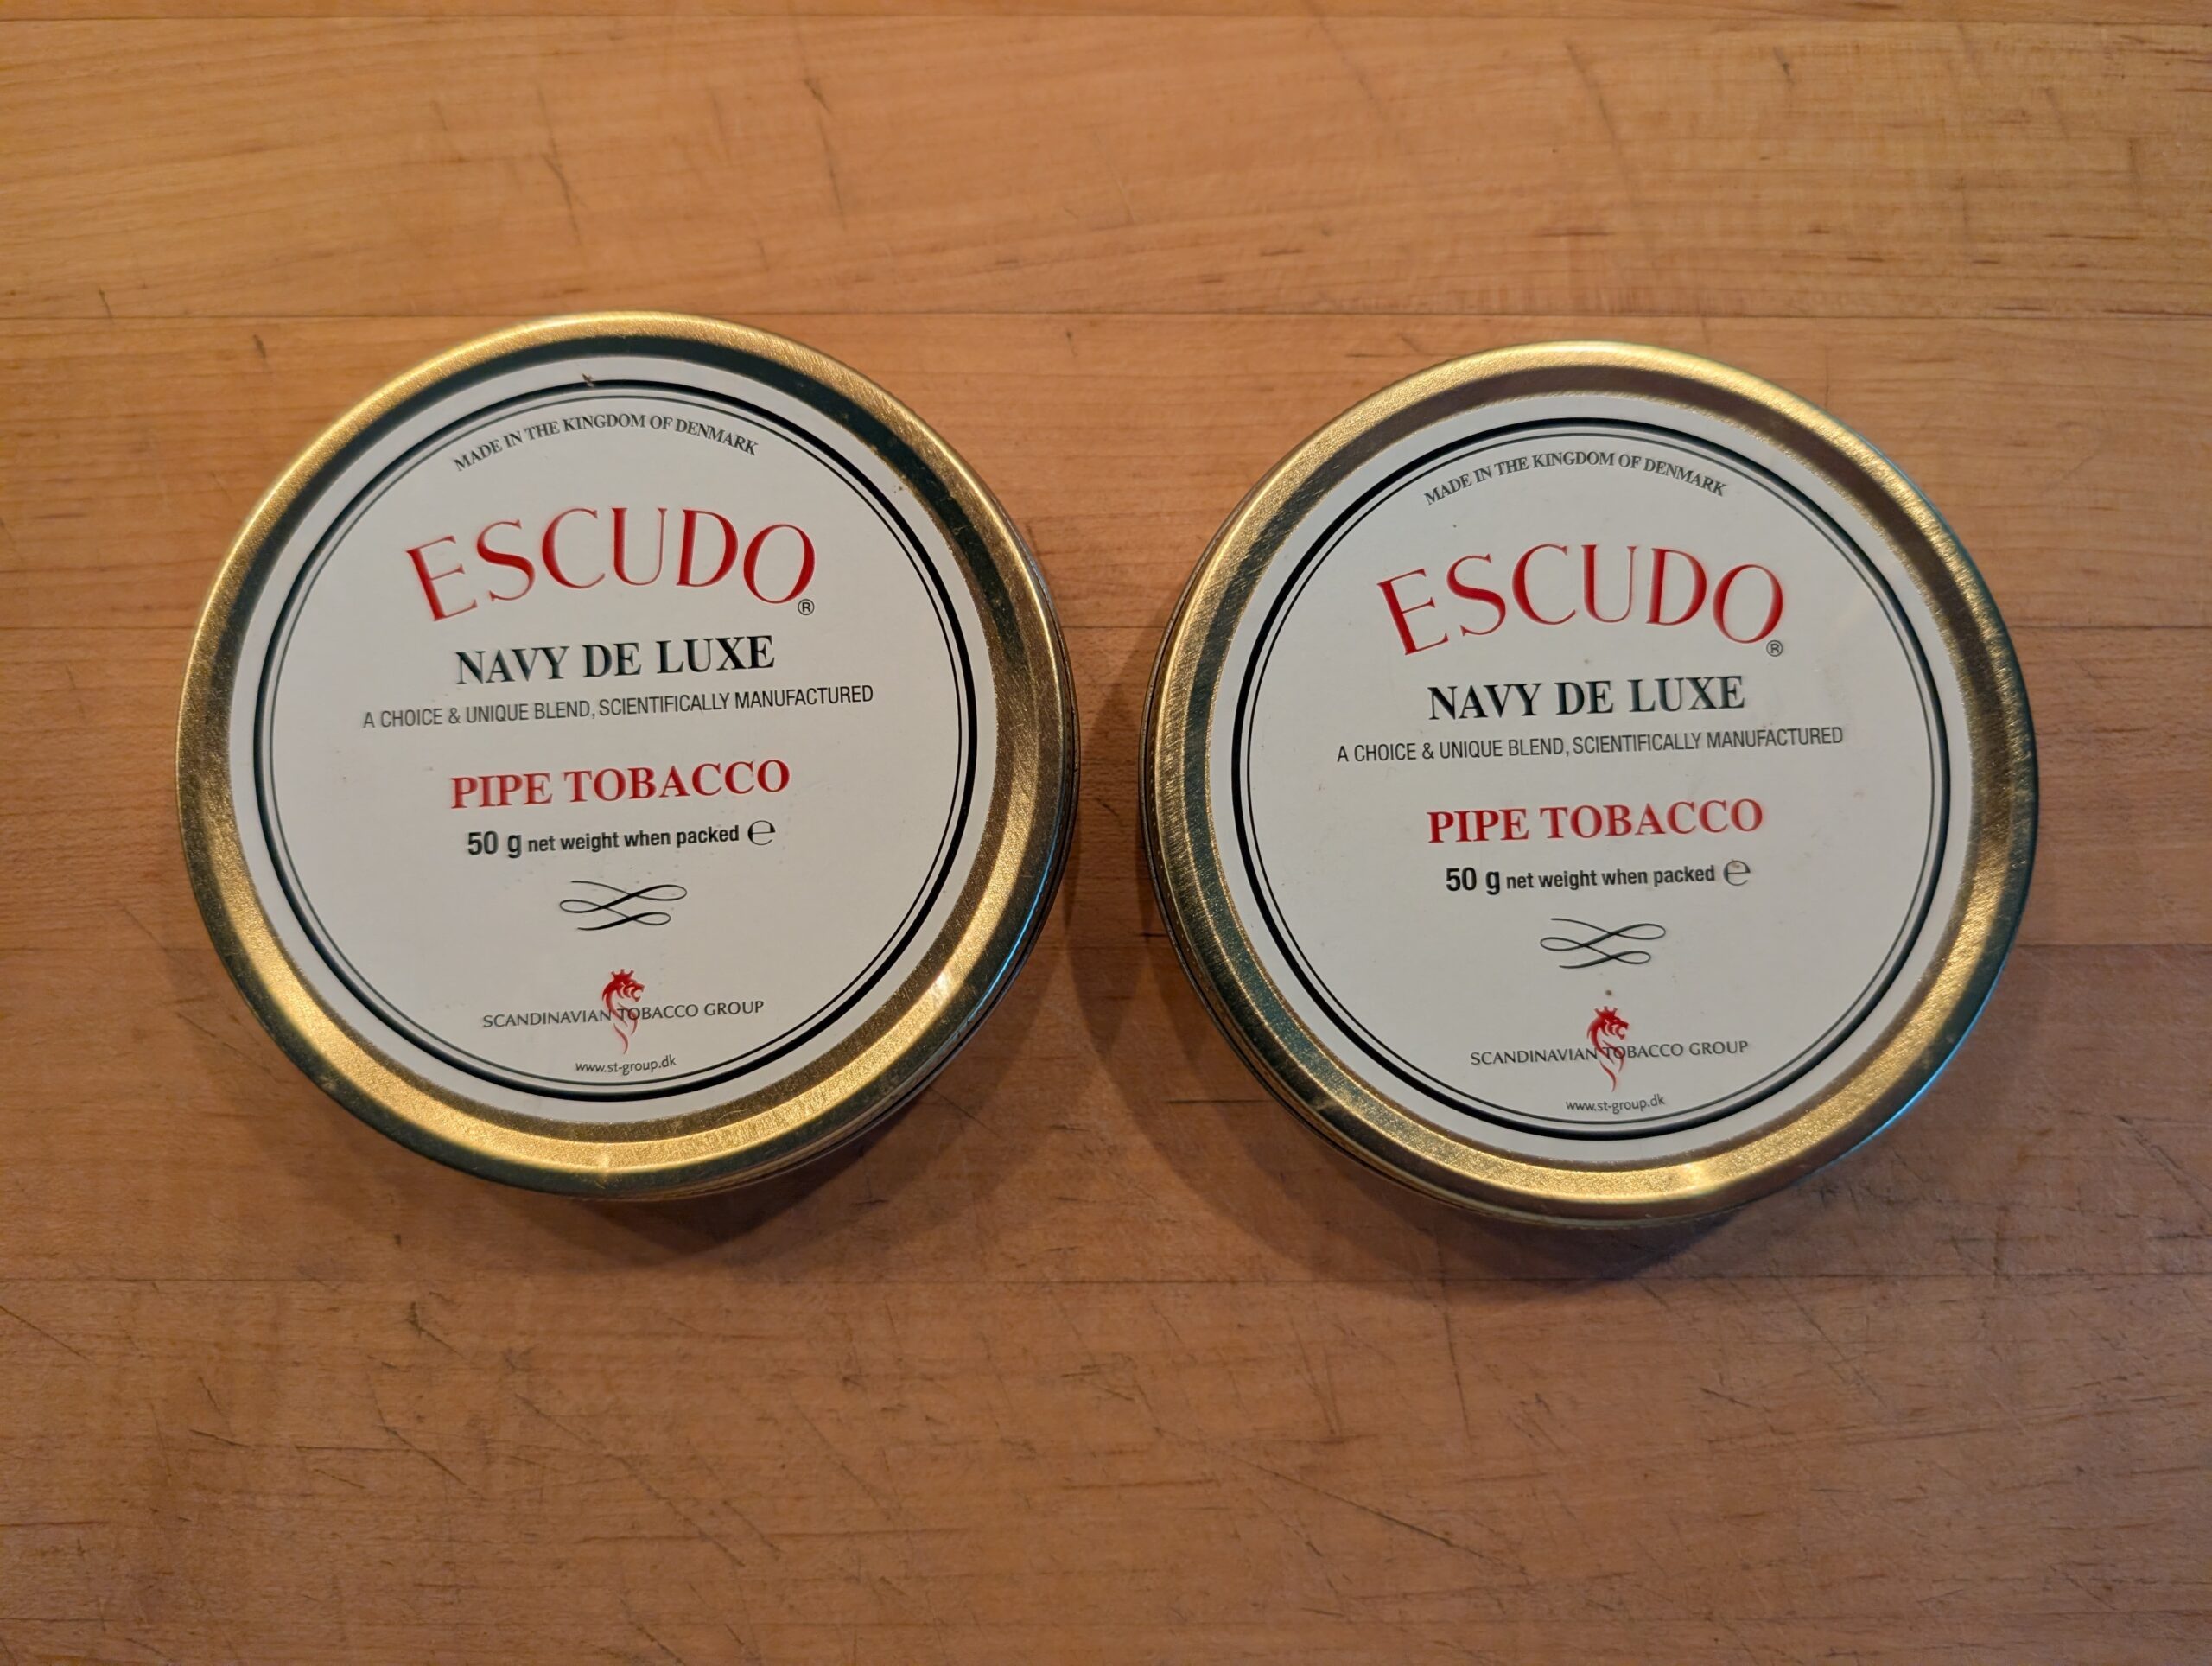 MADE IN THE KINGDOM OF DENMARK
ESCUDO®
NAVY DE LUXE
A CHOICE & UNIQUE BLEND, SCIENTIFICALLY MANUFACTURED
PIPE TOBACCO
50 g net weight when packed ℮
SCANDINAVIAN TOBACCO GROUP
www.st-group.dk
MADE IN THE KINGDOM OF DENMARK
ESCUDO®
NAVY DE LUXE
A CHOICE & UNIQUE BLEND, SCIENTIFICALLY MANUFACTURED
PIPE TOBACCO
50 g net weight when packed ℮
SCANDINAVIAN TOBACCO GROUP
www.st-group.dk